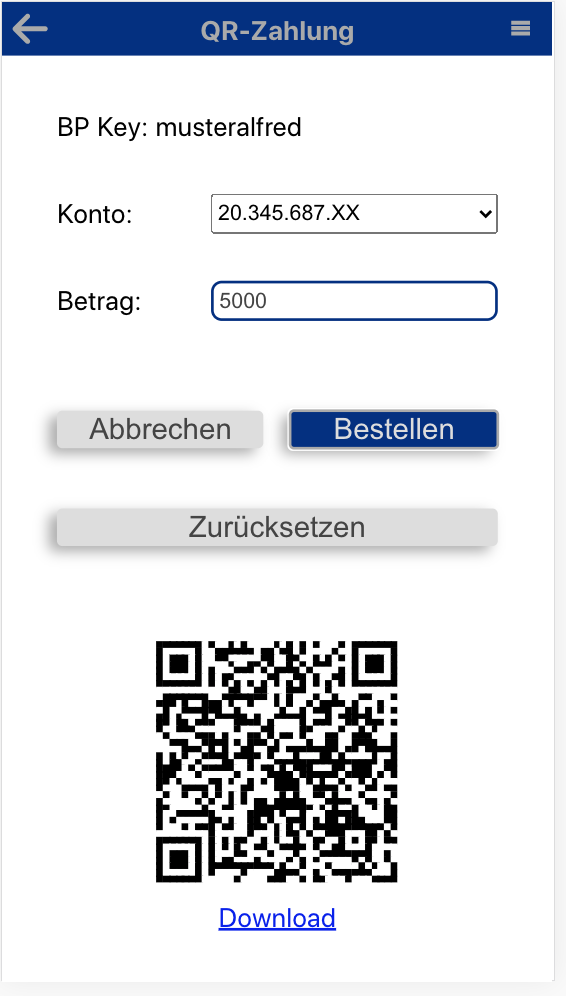 QR-Zahlung
BP Key: musteralfred
Konto: 20.345.687.XX
Betrag: 5000
Abbrechen Bestellen
Zurücksetzen
Download